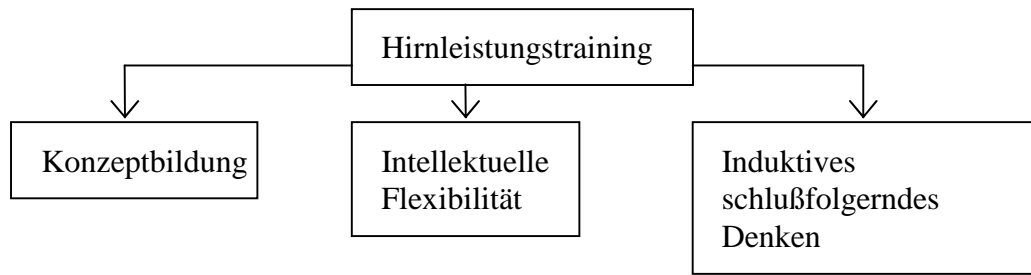 Hirnleistungstraining
Konzeptbildung
Intellektuelle
Flexibilität
Induktives
schlußfolgerndes
Denken